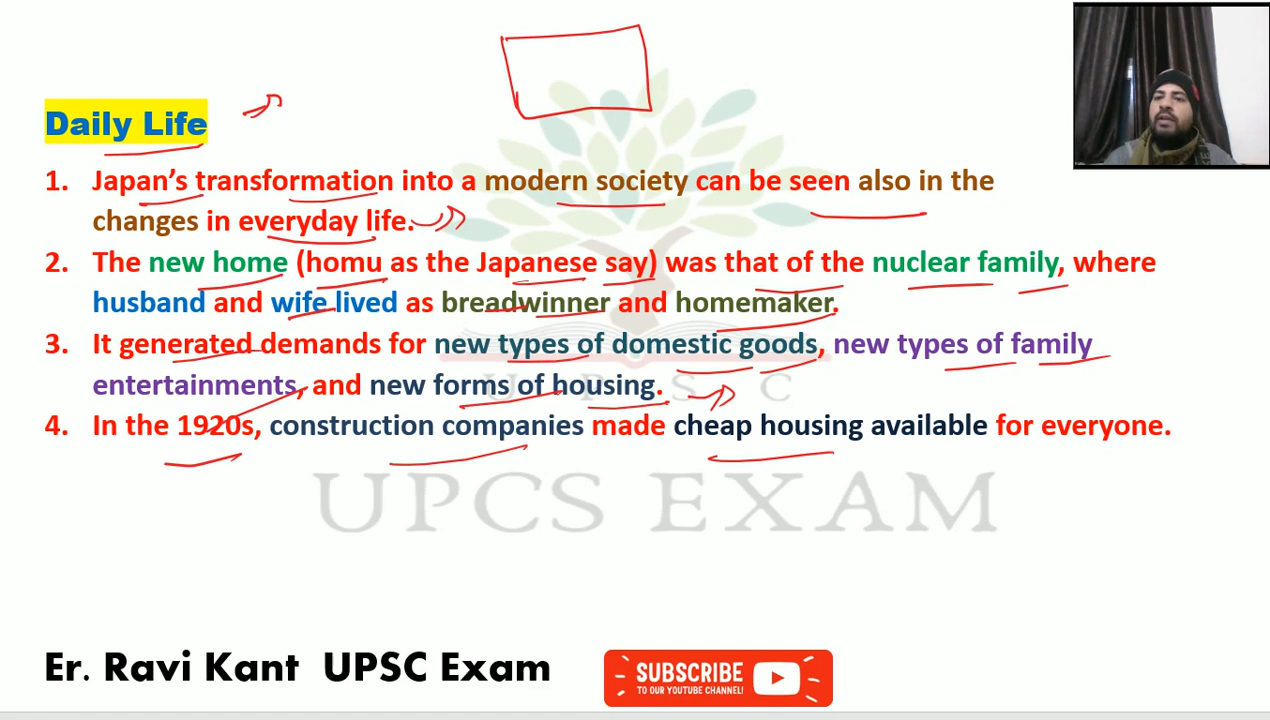 Daily Life
1. Japan's transformation into a modern society can be seen also in the
changes in everyday life.
2. The new home (homu as the Japanese say) was that of the nuclear family, where
husband and wife lived as breadwinner and homemaker.
3. It generated demands for new types of domestic goods, new types of family
entertainments, and new forms of housing.
U P S C
4. In the 1920s, construction companies made cheap housing available for everyone.
UPCS EXAM
Er. Ravi Kant UPSC Exam
SUBSCRIBE
TO OUR YOUTUBE CHANNEL!